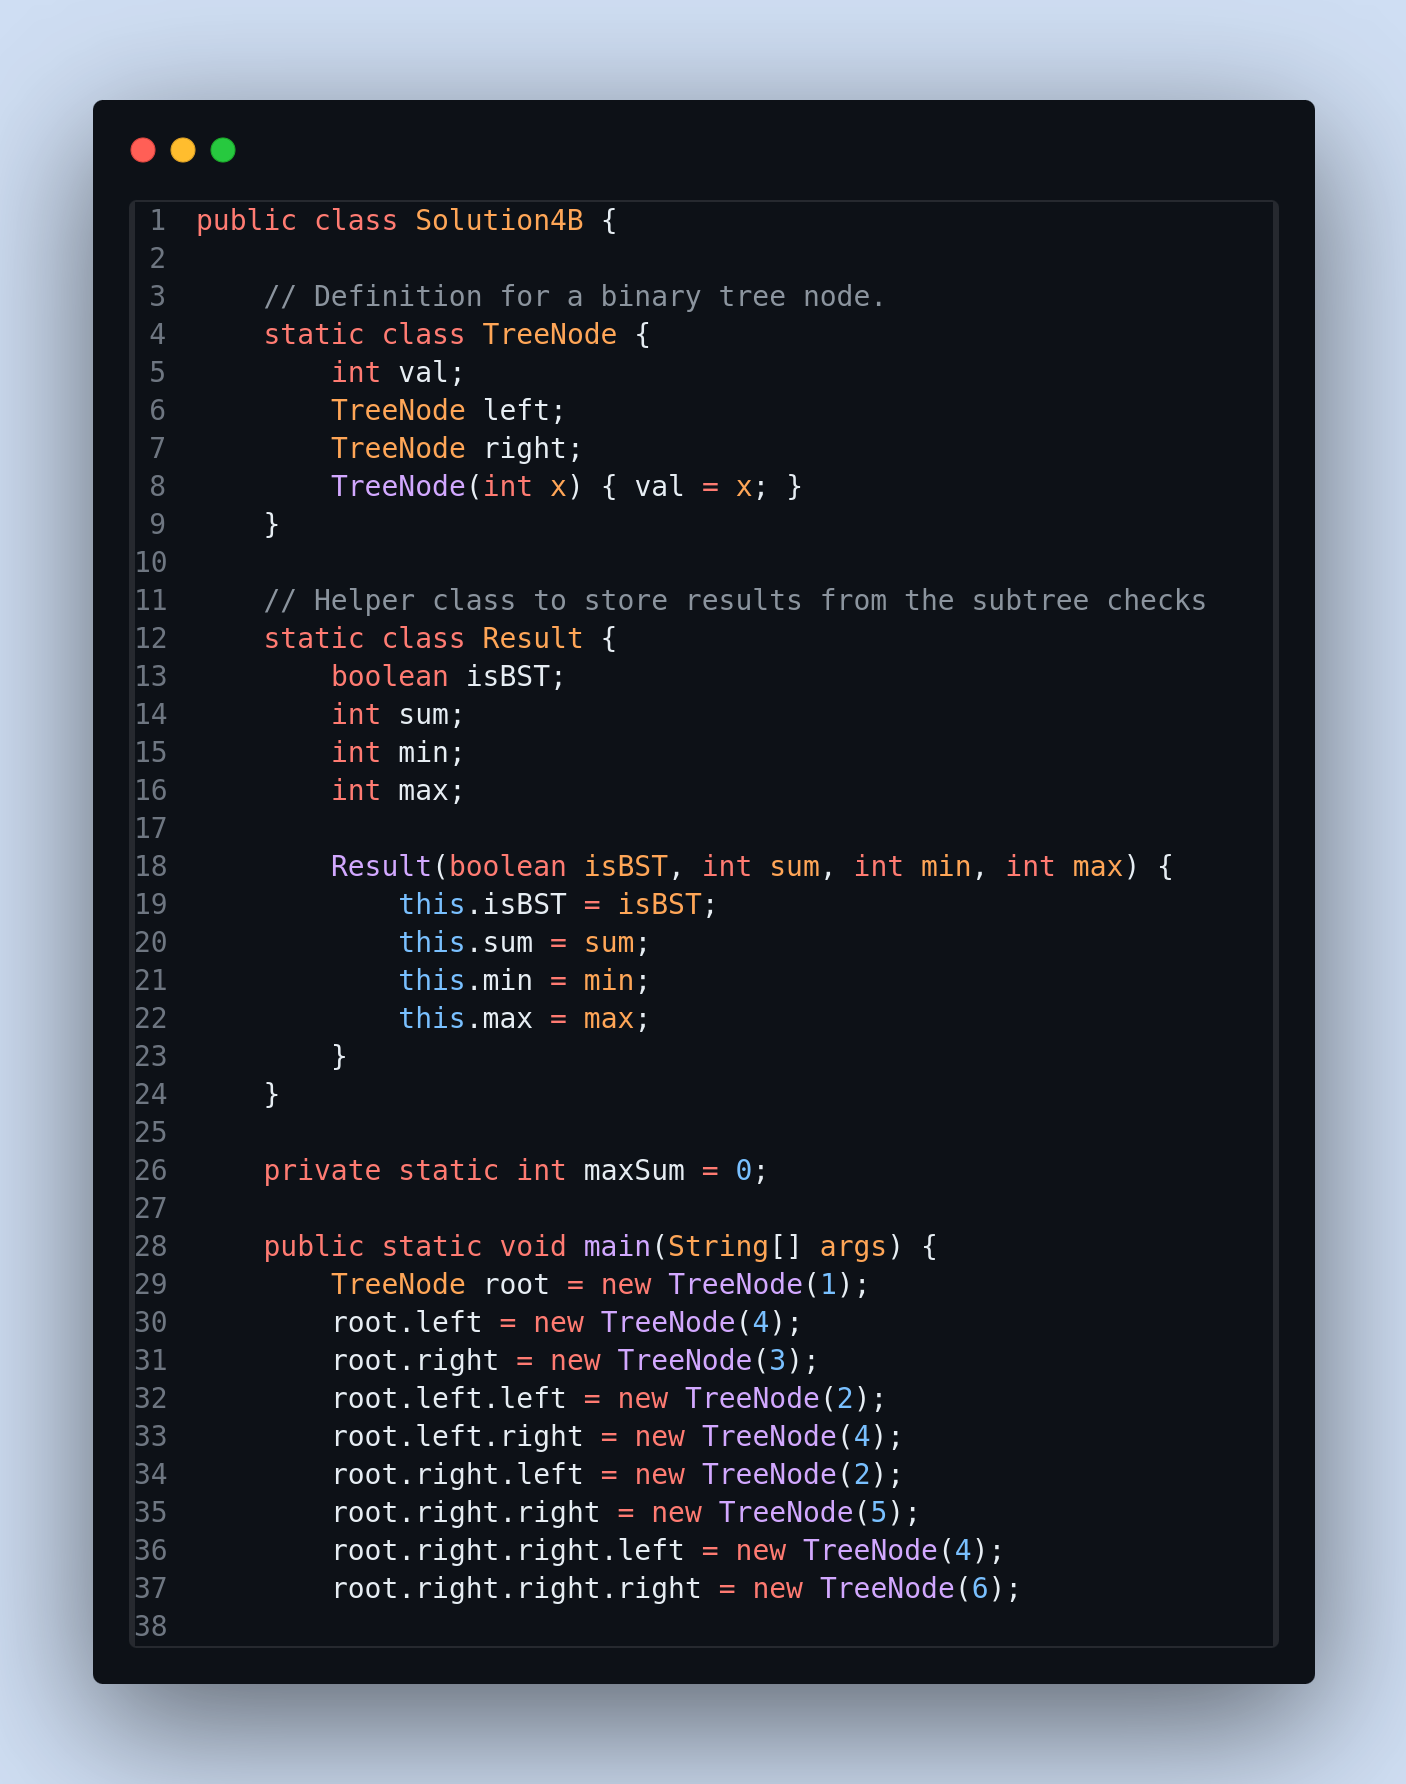 1 public class Solution4B {
2
3     // Definition for a binary tree node.
4     static class TreeNode {
5         int val;
6         TreeNode left;
7         TreeNode right;
8         TreeNode(int x) { val = x; }
9     }
10
11     // Helper class to store results from the subtree checks
12     static class Result {
13         boolean isBST;
14         int sum;
15         int min;
16         int max;
17
18         Result(boolean isBST, int sum, int min, int max) {
19             this.isBST = isBST;
20             this.sum = sum;
21             this.min = min;
22             this.max = max;
23         }
24     }
25
26     private static int maxSum = 0;
27
28     public static void main(String[] args) {
29         TreeNode root = new TreeNode(1);
30         root.left = new TreeNode(4);
31         root.right = new TreeNode(3);
32         root.left.left = new TreeNode(2);
33         root.left.right = new TreeNode(4);
34         root.right.left = new TreeNode(2);
35         root.right.right = new TreeNode(5);
36         root.right.right.left = new TreeNode(4);
37         root.right.right.right = new TreeNode(6);
38